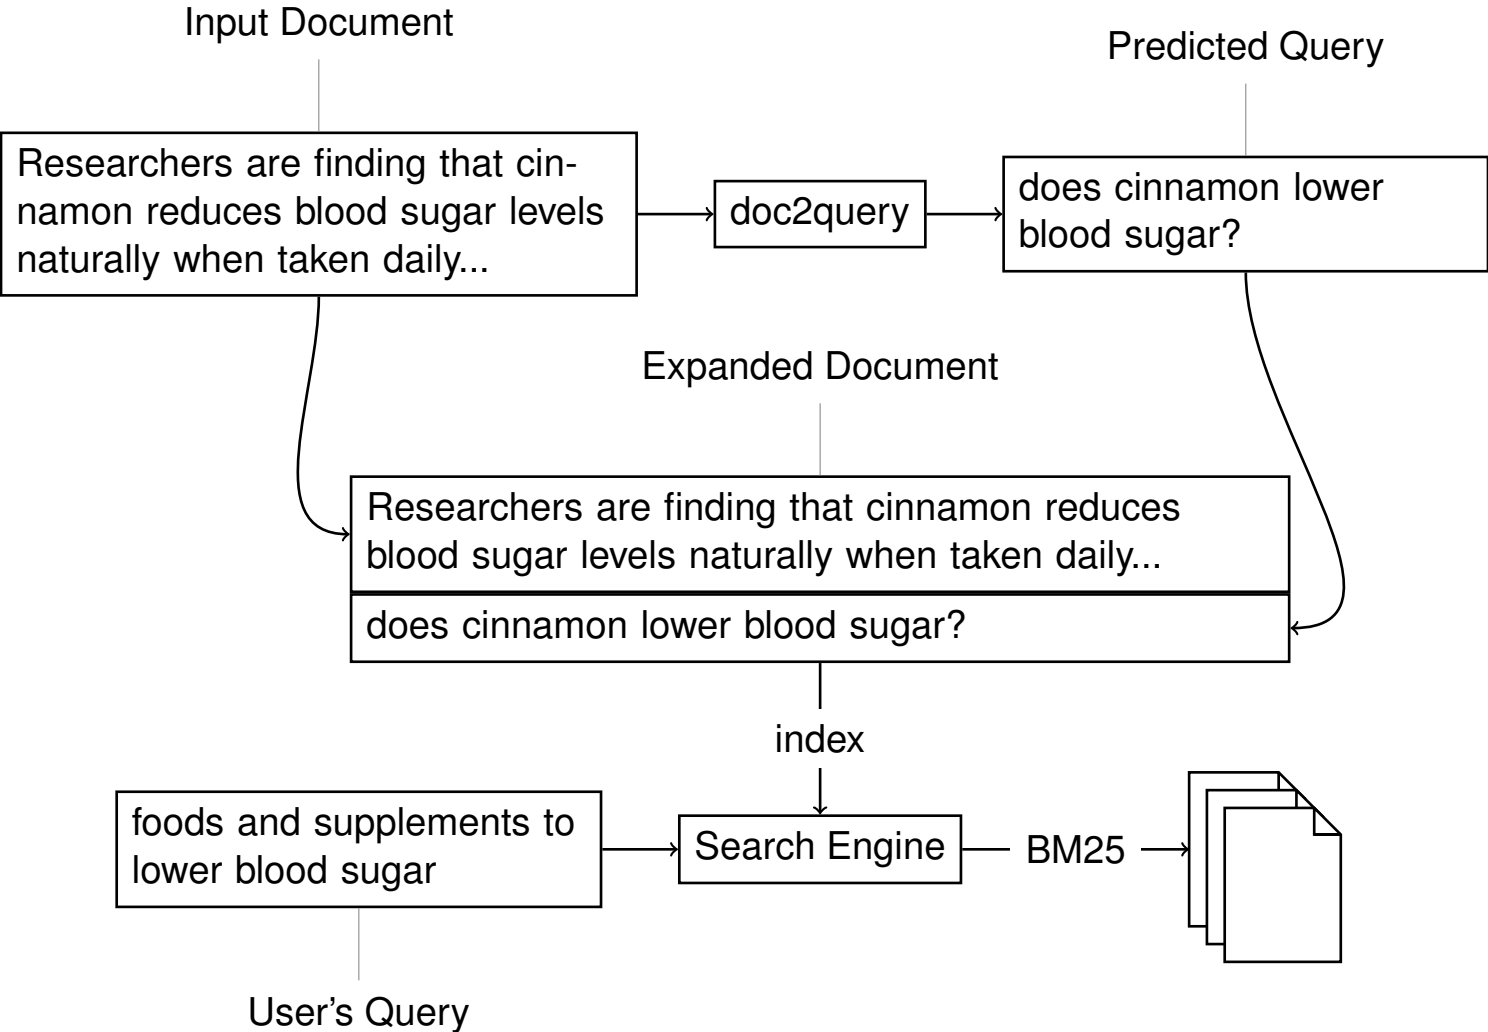 Input Document
Predicted Query
Researchers are finding that cin-
namon reduces blood sugar levels
naturally when taken daily...
doc2query
does cinnamon lower
blood sugar?
Expanded Document
Researchers are finding that cinnamon reduces
blood sugar levels naturally when taken daily...
does cinnamon lower blood sugar?
index
foods and supplements to
lower blood sugar
Search Engine
BM25
User’s Query